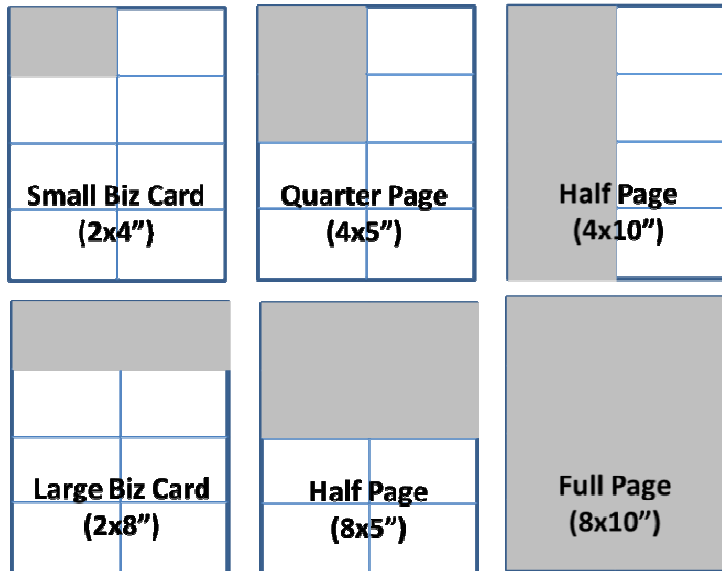 Small Biz Card
(2x4”)
Quarter Page
(4x5”)
Half Page
(4x10”)
Large Biz Card
(2x8”)
Half Page
(8x5”)
Full Page
(8x10”)